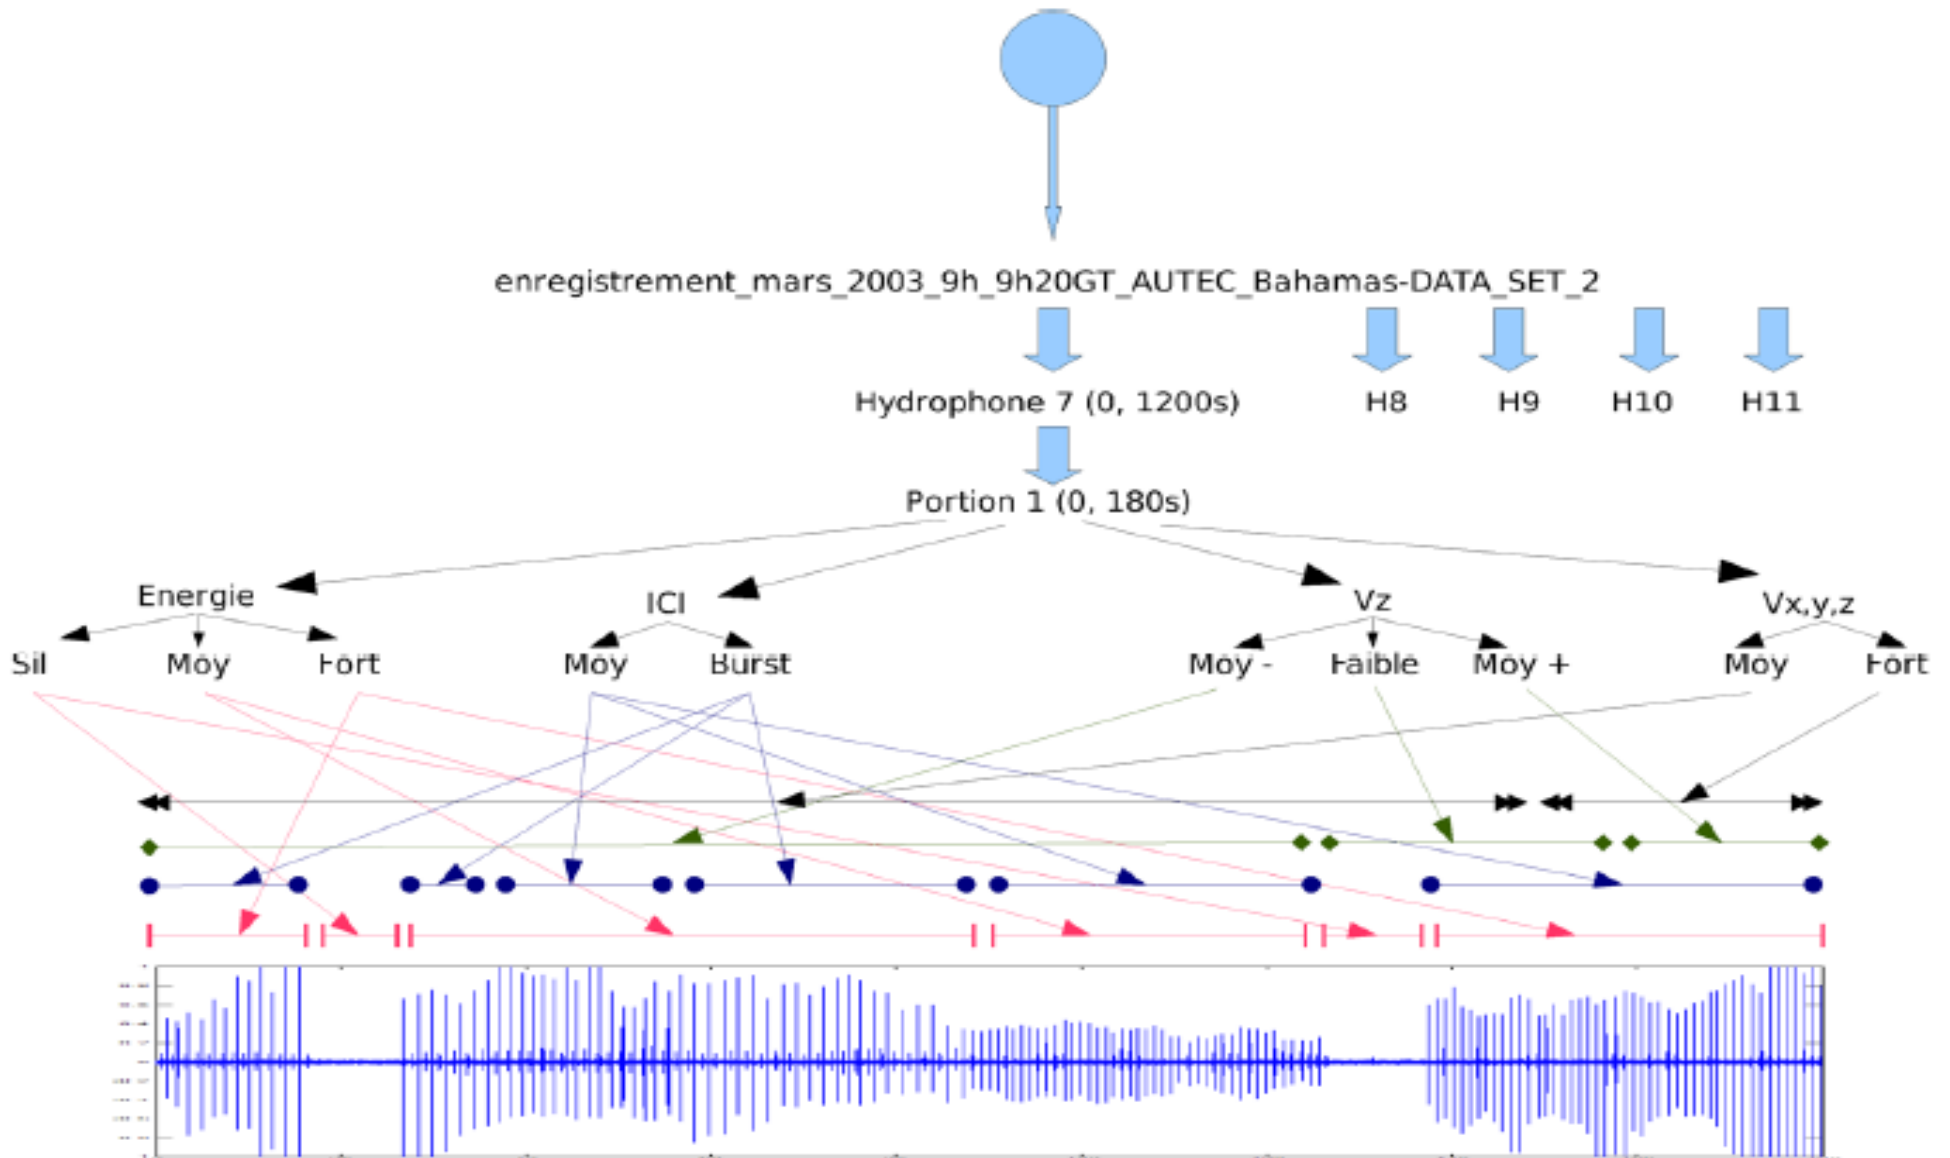 enregistrement_mars_2003_9h_9h20GT_AUTEC_Bahamas-DATA_SET_2
Hydrophone 7 (0, 1200s) H8 H9 H10 H11
Portion 1 (0, 180s)
Energie ICI Vz Vx,y,z
Sil Moy Fort Moy Burst Moy - Faible Moy + Moy Fort